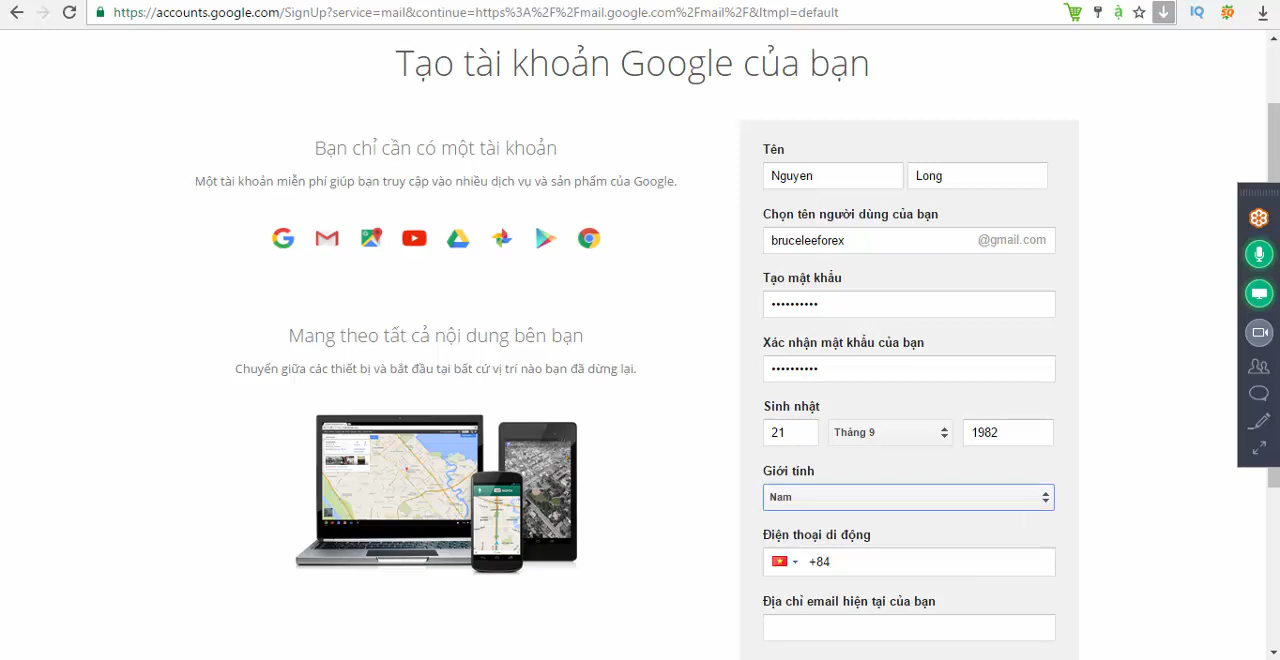 https://accounts.google.com/SignUp?service=mail&continue=https%3A%2F%2Fmail.google.com%2Fmail%2F&ltmpl=default
Tạo tài khoản Google của bạn
Bạn chỉ cần có một tài khoản
Một tài khoản miễn phí giúp bạn truy cập vào nhiều dịch vụ và sản phẩm của Google.
Mang theo tất cả nội dung bên bạn
Chuyển giữa các thiết bị và bắt đầu tại bất cứ vị trí nào bạn đã dừng lại.
Tên
Nguyen Long
Chọn tên người dùng của bạn
bruceleeforex @gmail.com
Tạo mật khẩu
••••••••••
Xác nhận mật khẩu của bạn
••••••••••
Sinh nhật
21 Tháng 9 1982
Giới tính
Nam
Điện thoại di động
+84
Địa chỉ email hiện tại của bạn